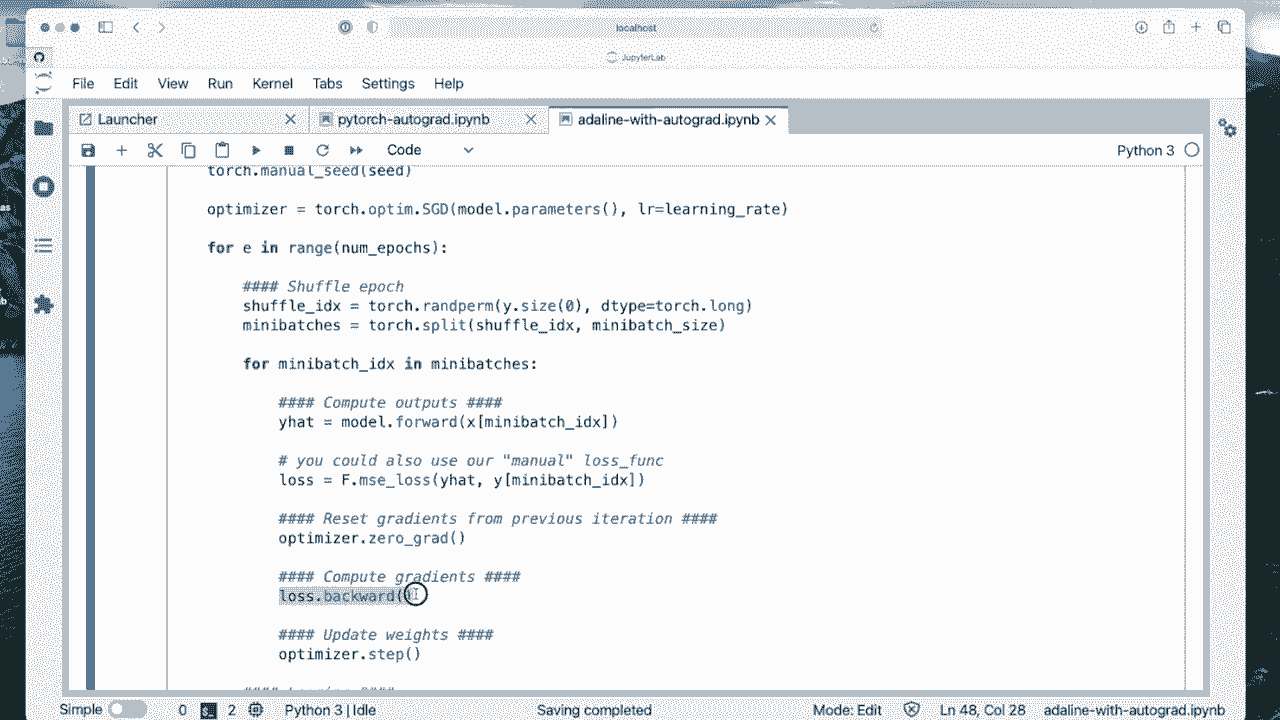 localhost
JupyterLab
File Edit View Run Kernel Tabs Settings Help
Launcher pytorch-autograd.ipynb adaline-with-autograd.ipynb
Code Python 3
torch.manual_seed(seed)
optimizer = torch.optim.SGD(model.parameters(), lr=learning_rate)
for e in range(num_epochs):
#### Shuffle epoch
shuffle_idx = torch.randperm(y.size(0), dtype=torch.long)
minibatches = torch.split(shuffle_idx, minibatch_size)
for minibatch_idx in minibatches:
#### Compute outputs ####
yhat = model.forward(x[minibatch_idx])
# you could also use our "manual" loss_func
loss = F.mse_loss(yhat, y[minibatch_idx])
#### Reset gradients from previous iteration ####
optimizer.zero_grad()
#### Compute gradients ####
loss.backward()
#### Update weights ####
optimizer.step()
Simple 0 2 Python 3 | Idle Saving completed Mode: Edit Ln 48, Col 28 adaline-with-autograd.ipynb